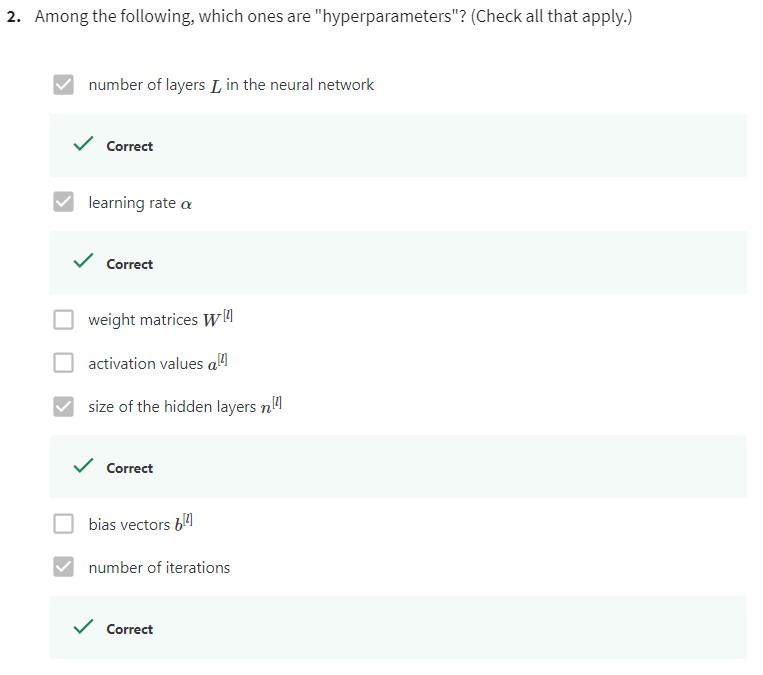 2. Among the following, which ones are "hyperparameters"? (Check all that apply.)
number of layers L in the neural network
Correct
learning rate α
Correct
weight matrices W^[l]
activation values a^[l]
size of the hidden layers n^[l]
Correct
bias vectors b^[l]
number of iterations
Correct